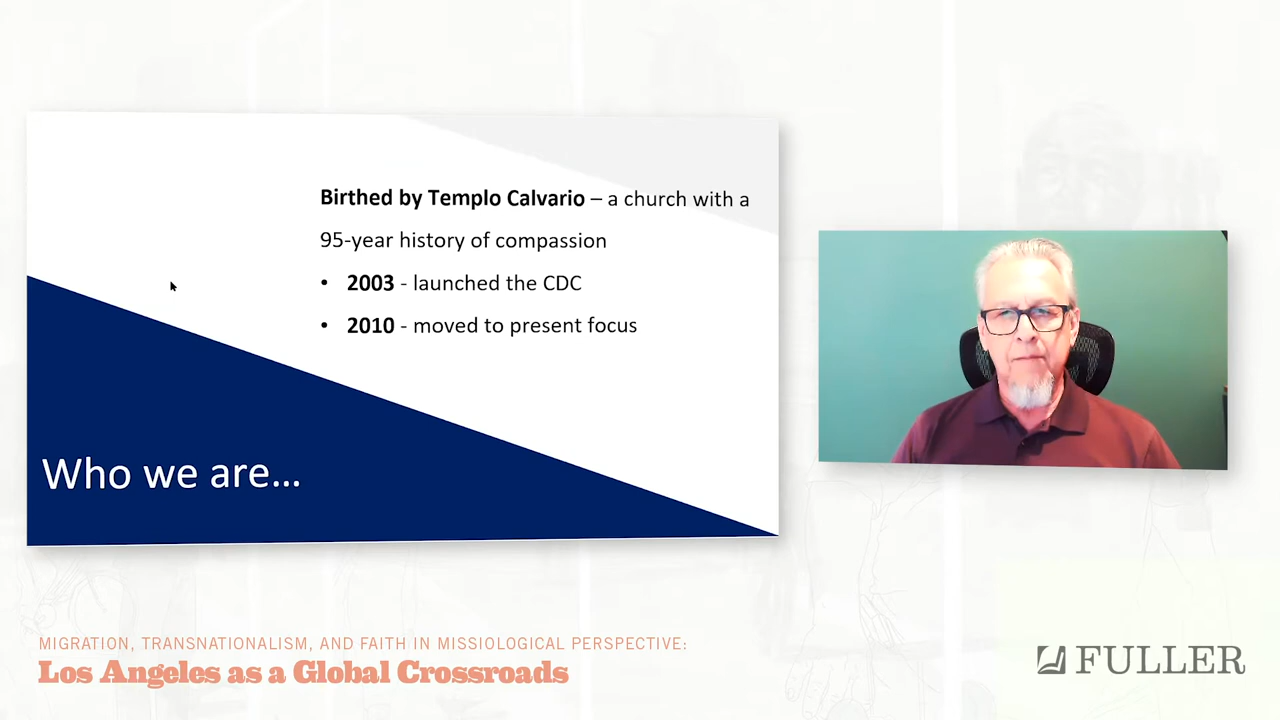 Birthed by Templo Calvario – a church with a
95-year history of compassion
• 2003 - launched the CDC
• 2010 - moved to present focus
Who we are...
MIGRATION, TRANSNATIONALISM, AND FAITH IN MISSIOLOGICAL PERSPECTIVE:
Los Angeles as a Global Crossroads
FULLER